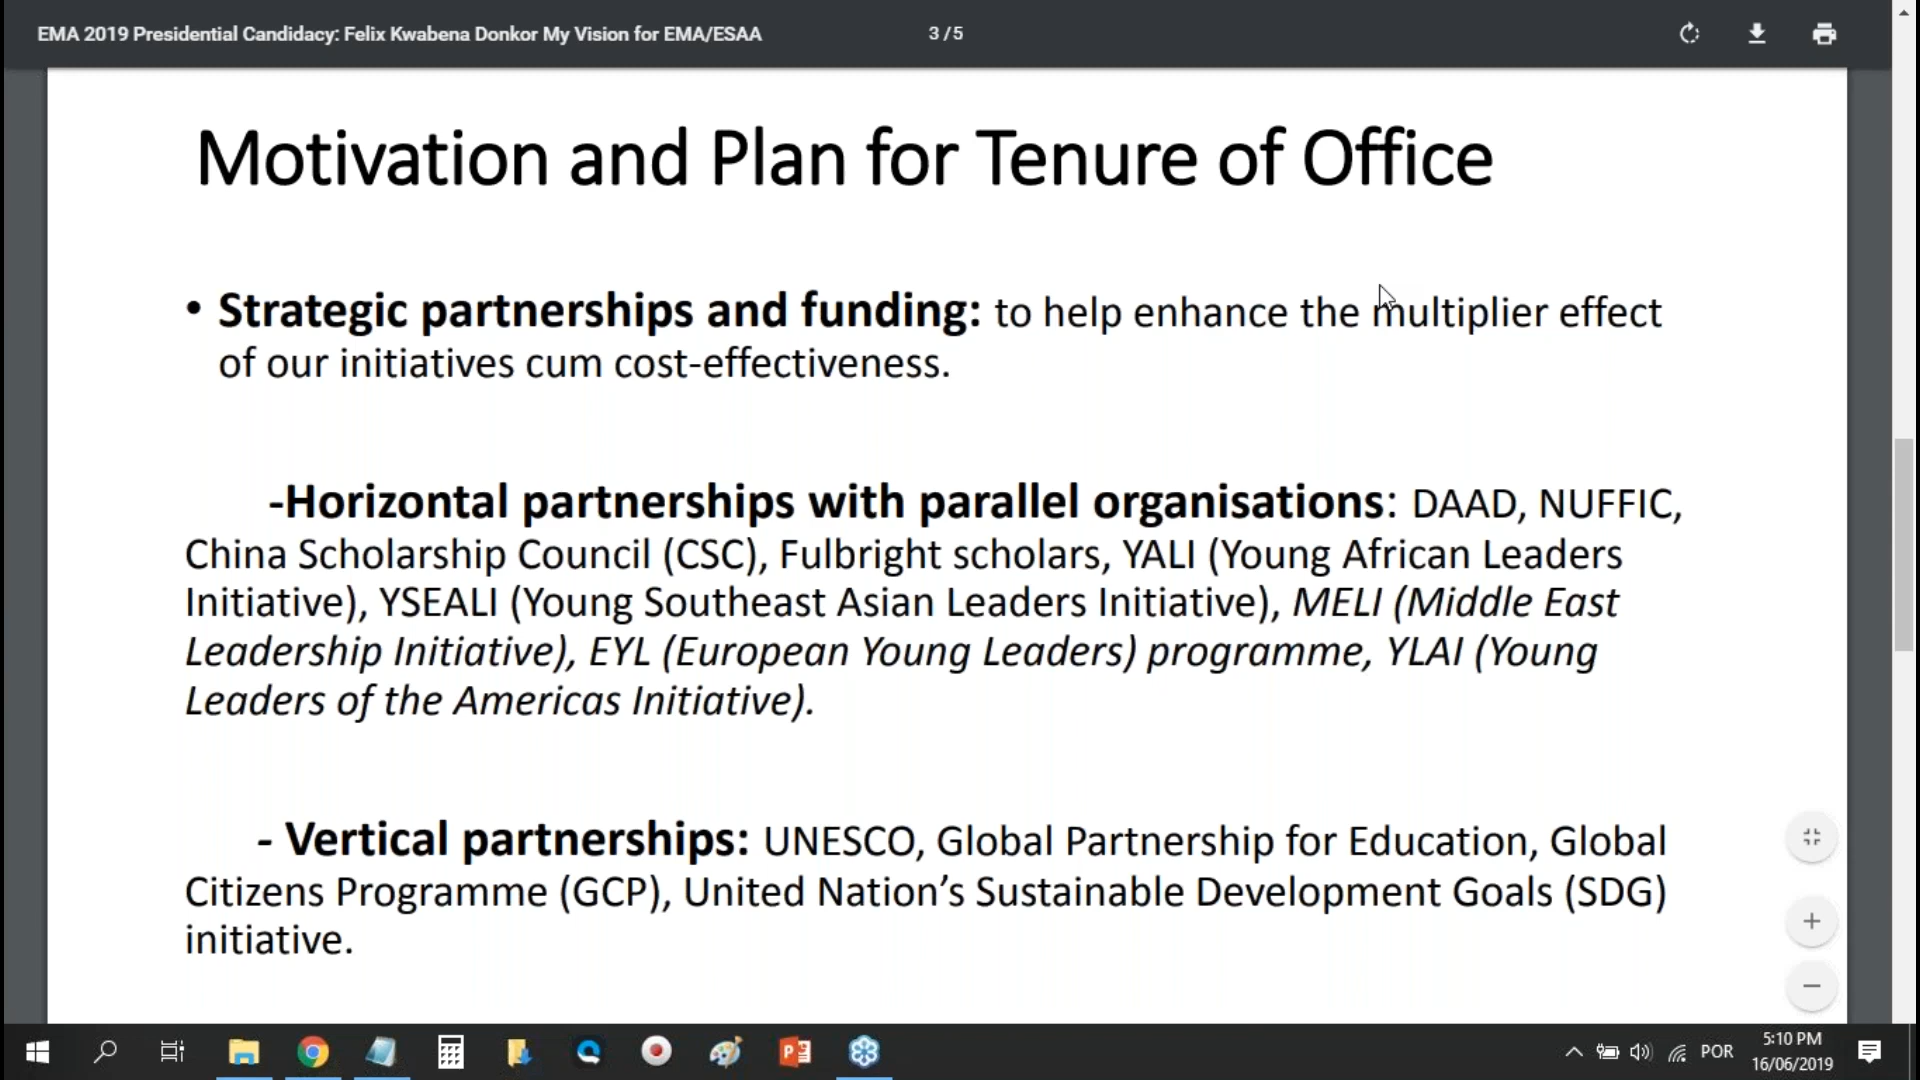 EMA 2019 Presidential Candidacy: Felix Kwabena Donkor My Vision for EMA/ESAA
3 / 5
Motivation and Plan for Tenure of Office
• Strategic partnerships and funding: to help enhance the multiplier effect
of our initiatives cum cost-effectiveness.
-Horizontal partnerships with parallel organisations: DAAD, NUFFIC,
China Scholarship Council (CSC), Fulbright scholars, YALI (Young African Leaders
Initiative), YSEALI (Young Southeast Asian Leaders Initiative), MELI (Middle East
Leadership Initiative), EYL (European Young Leaders) programme, YLAI (Young
Leaders of the Americas Initiative).
- Vertical partnerships: UNESCO, Global Partnership for Education, Global
Citizens Programme (GCP), United Nation’s Sustainable Development Goals (SDG)
initiative.
POR
5:10 PM
16/06/2019